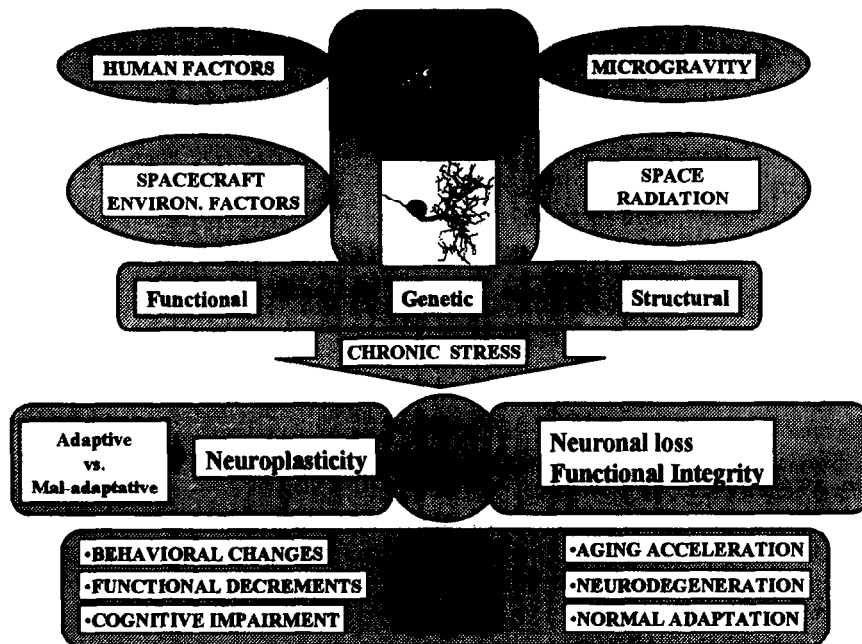 HUMAN FACTORS
MICROGRAVITY
SPACECRAFT
ENVIRON. FACTORS
SPACE
RADIATION
Functional
Genetic
Structural
CHRONIC STRESS
Adaptive
vs.
Mal-adaptative
Neuroplasticity
Neuronal loss
Functional Integrity
•BEHAVIORAL CHANGES
•FUNCTIONAL DECREMENTS
•COGNITIVE IMPAIRMENT
•AGING ACCELERATION
•NEURODEGENERATION
•NORMAL ADAPTATION